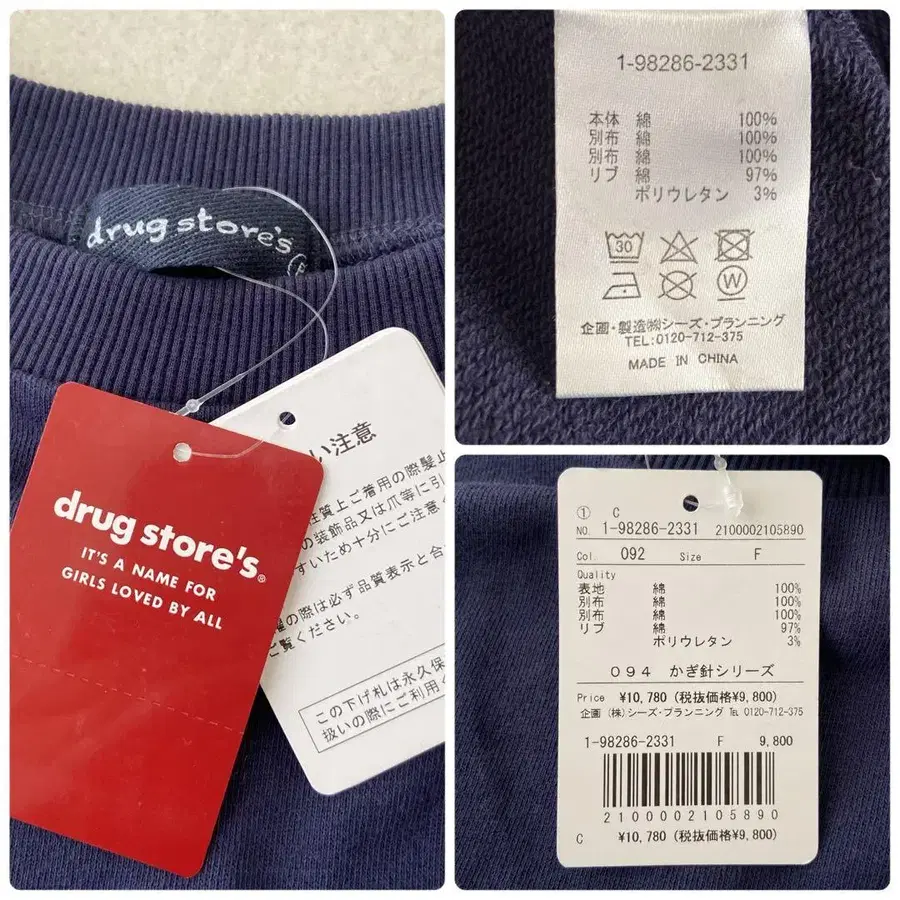 drug store's
drug store's®
IT'S A NAME FOR
GIRLS LOVED BY ALL
い注意
性質上ご着用の際髪止
の装飾品又は爪等に引
すいため十分にご注意く
濯の際は必ず品質表示と合
ご覧ください。
この下げ札は永久保
扱いの際にご利用く
1-98286-2331
本体 綿 100%
別布 綿 100%
別布 綿 100%
リブ 綿 97%
ポリウレタン 3%
30
W
企画・製造㈱シーズ・プランニング
TEL:0120-712-375
MADE IN CHINA
① C
NO. 1-98286-2331 2100002105890
Col. 092 Size F
Quality
表地 綿 100%
別布 綿 100%
別布 綿 100%
リブ 綿 97%
ポリウレタン 3%
094 かぎ針シリーズ
Price ¥10,780 (税抜価格¥9,800)
企画 (株)シーズ・プランニング TEL 0120-712-375
1-98286-2331 F 9,800
2100002105890
C ¥10,780 (税抜価格¥9,800)